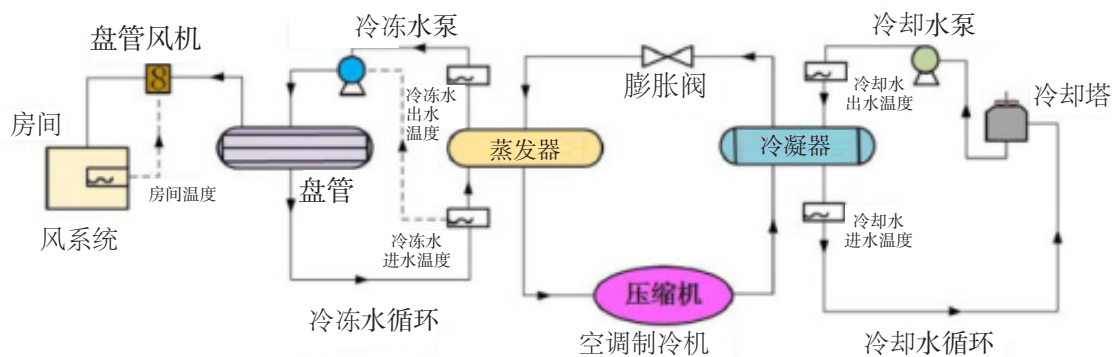 冷冻水泵
冷却水泵
盘管风机
膨胀阀
冷却水
出水温度
冷却塔
冷冻水
出水
温度
房间
蒸发器
冷凝器
盘管
房间温度
风系统
冷冻水
进水温度
冷却水
进水温度
压缩机
冷冻水循环
空调制冷机
冷却水循环